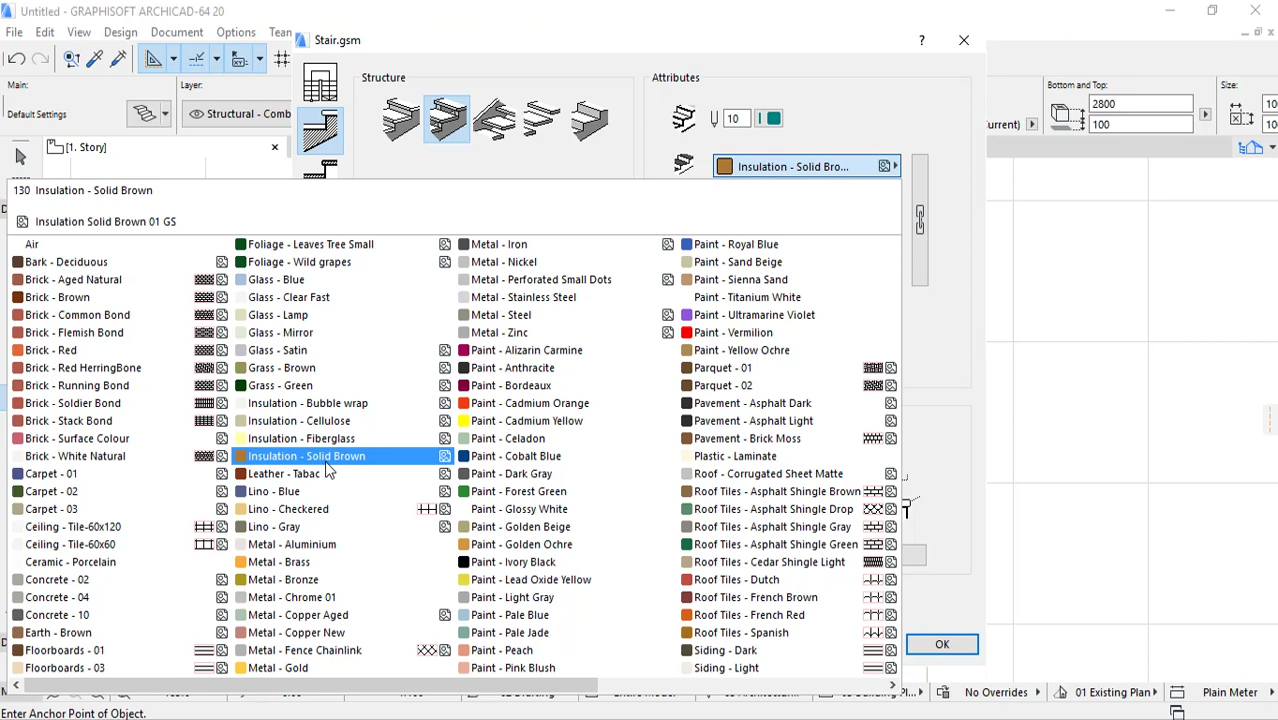 Untitled - GRAPHISOFT ARCHICAD-64 20
File Edit View Design Document Options
Stair.gsm
?
Main:
Default Settings
Layer:
Structural - Comb
Structure
Attributes
10
Bottom and Top:
2800
100
Size:
[1. Story]
Insulation - Solid Bro...
130 Insulation - Solid Brown
Insulation Solid Brown 01 GS
Air
Bark - Deciduous
Brick - Aged Natural
Brick - Brown
Brick - Common Bond
Brick - Flemish Bond
Brick - Red
Brick - Red HerringBone
Brick - Running Bond
Brick - Soldier Bond
Brick - Stack Bond
Brick - Surface Colour
Brick - White Natural
Carpet - 01
Carpet - 02
Carpet - 03
Ceiling - Tile-60x120
Ceiling - Tile-60x60
Ceramic - Porcelain
Concrete - 02
Concrete - 04
Concrete - 10
Earth - Brown
Floorboards - 01
Floorboards - 03
Foliage - Leaves Tree Small
Foliage - Wild grapes
Glass - Blue
Glass - Clear Fast
Glass - Lamp
Glass - Mirror
Glass - Satin
Grass - Brown
Grass - Green
Insulation - Bubble wrap
Insulation - Cellulose
Insulation - Fiberglass
Insulation - Solid Brown
Leather - Tabac
Lino - Blue
Lino - Checkered
Lino - Gray
Metal - Aluminium
Metal - Brass
Metal - Bronze
Metal - Chrome 01
Metal - Copper Aged
Metal - Copper New
Metal - Fence Chainlink
Metal - Gold
Metal - Iron
Metal - Nickel
Metal - Perforated Small Dots
Metal - Stainless Steel
Metal - Steel
Metal - Zinc
Paint - Alizarin Carmine
Paint - Anthracite
Paint - Bordeaux
Paint - Cadmium Orange
Paint - Cadmium Yellow
Paint - Celadon
Paint - Cobalt Blue
Paint - Dark Gray
Paint - Forest Green
Paint - Glossy White
Paint - Golden Beige
Paint - Golden Ochre
Paint - Ivory Black
Paint - Lead Oxide Yellow
Paint - Light Gray
Paint - Pale Blue
Paint - Pale Jade
Paint - Peach
Paint - Pink Blush
Paint - Royal Blue
Paint - Sand Beige
Paint - Sienna Sand
Paint - Titanium White
Paint - Ultramarine Violet
Paint - Vermilion
Paint - Yellow Ochre
Parquet - 01
Parquet - 02
Pavement - Asphalt Dark
Pavement - Asphalt Light
Pavement - Brick Moss
Plastic - Laminate
Roof - Corrugated Sheet Matte
Roof Tiles - Asphalt Shingle Brown
Roof Tiles - Asphalt Shingle Drop
Roof Tiles - Asphalt Shingle Gray
Roof Tiles - Asphalt Shingle Green
Roof Tiles - Cedar Shingle Light
Roof Tiles - Dutch
Roof Tiles - French Brown
Roof Tiles - French Red
Roof Tiles - Spanish
Siding - Dark
Siding - Light
OK
No Overrides
01 Existing Plan
Plain Meter
Enter Anchor Point of Object.